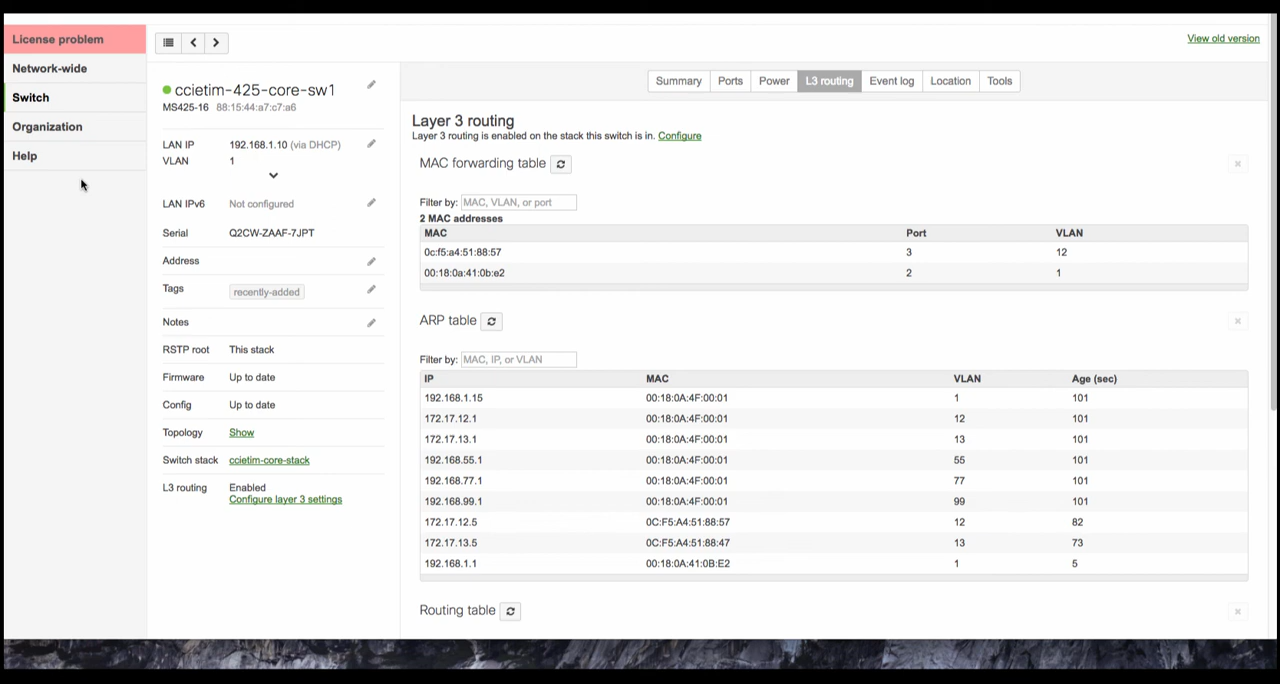 License problem
Network-wide
Switch
Organization
Help
View old version
ccietim-425-core-sw1
MS425-16 88:15:44:a7:c7:a6
LAN IP 192.168.1.10 (via DHCP)
VLAN 1
LAN IPv6 Not configured
Serial Q2CW-ZAAF-7JPT
Address
Tags recently-added
Notes
RSTP root This stack
Firmware Up to date
Config Up to date
Topology Show
Switch stack ccietim-core-stack
L3 routing Enabled
Configure layer 3 settings
Summary Ports Power L3 routing Event log Location Tools
Layer 3 routing
Layer 3 routing is enabled on the stack this switch is in. Configure
MAC forwarding table
Filter by: MAC, VLAN, or port
2 MAC addresses
MAC Port VLAN
0c:f5:a4:51:88:57 3 12
00:18:0a:41:0b:e2 2 1
ARP table
Filter by: MAC, IP, or VLAN
IP MAC VLAN Age (sec)
192.168.1.15 00:18:0A:4F:00:01 1 101
172.17.12.1 00:18:0A:4F:00:01 12 101
172.17.13.1 00:18:0A:4F:00:01 13 101
192.168.55.1 00:18:0A:4F:00:01 55 101
192.168.77.1 00:18:0A:4F:00:01 77 101
192.168.99.1 00:18:0A:4F:00:01 99 101
172.17.12.5 0C:F5:A4:51:88:57 12 82
172.17.13.5 0C:F5:A4:51:88:47 13 73
192.168.1.1 00:18:0A:41:0B:E2 1 5
Routing table